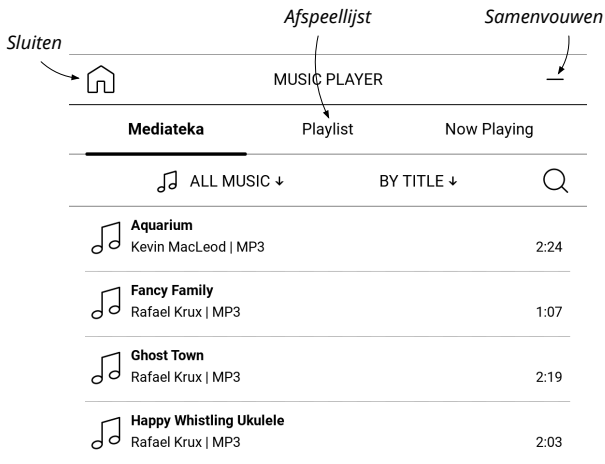 Afspeellijst
Samenvouwen
Sluiten
MUSIC PLAYER
Mediateka Playlist Now Playing
ALL MUSIC ↓ BY TITLE ↓
Aquarium
Kevin MacLeod | MP3 2:24
Fancy Family
Rafael Krux | MP3 1:07
Ghost Town
Rafael Krux | MP3 2:19
Happy Whistling Ukulele
Rafael Krux | MP3 2:03